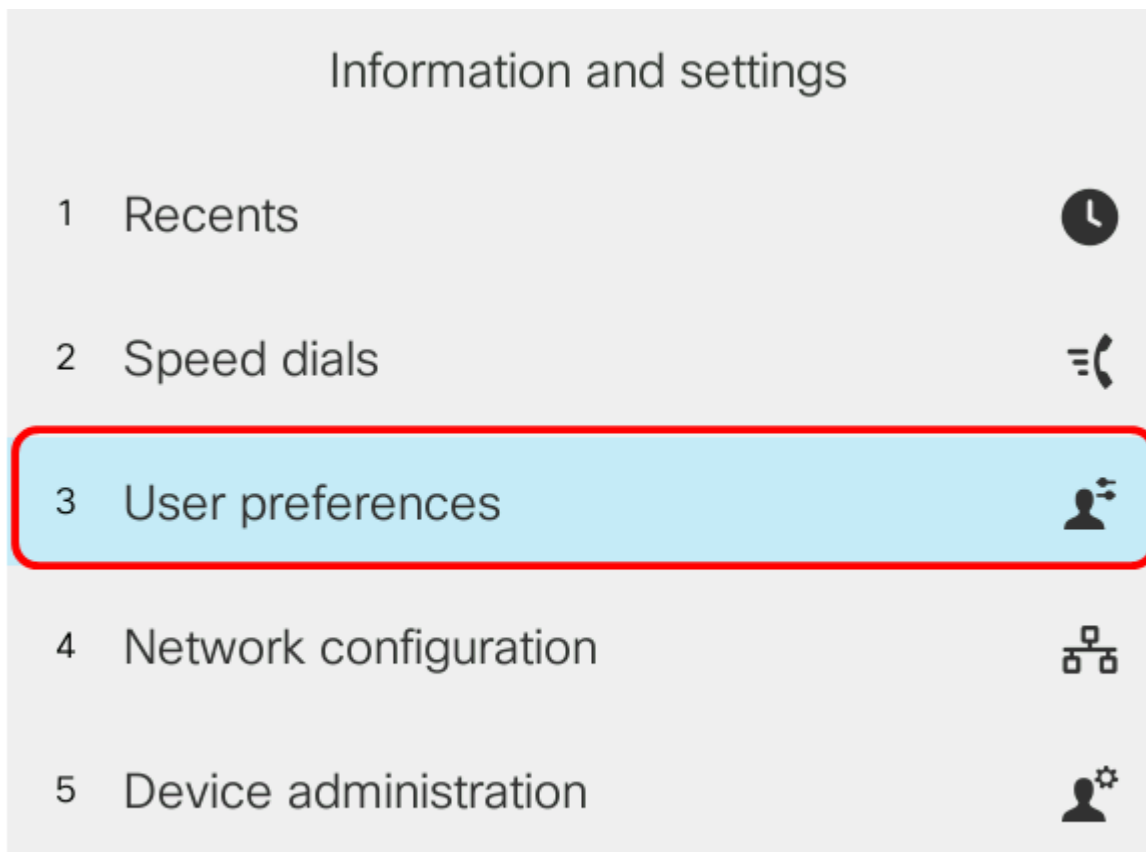 Information and settings
1 Recents
2 Speed dials
3 User preferences
4 Network configuration
5 Device administration